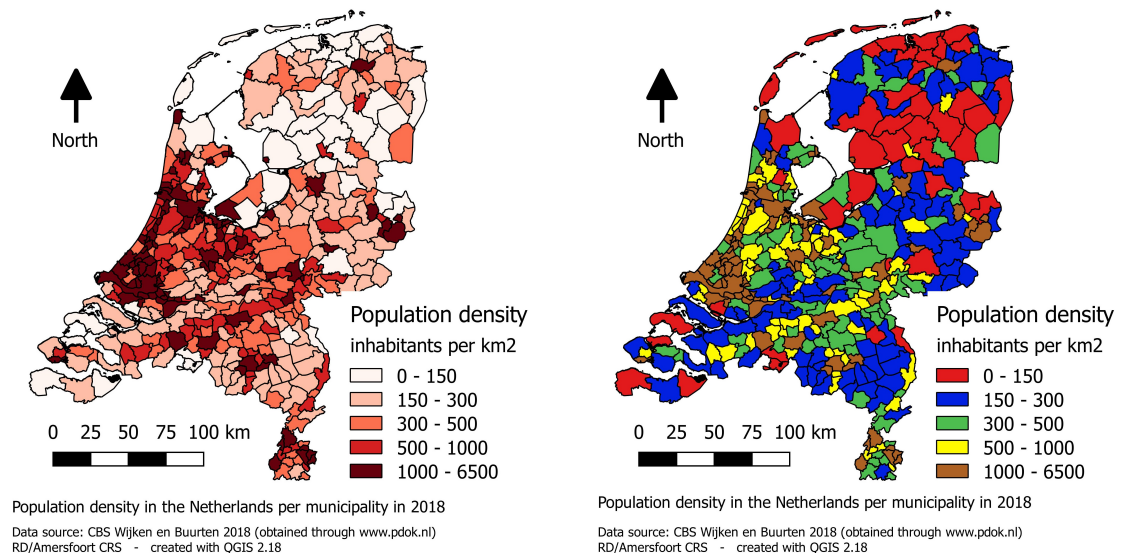 North
Population density
inhabitants per km2
0 - 150
150 - 300
300 - 500
500 - 1000
1000 - 6500
0 25 50 75 100 km
Population density in the Netherlands per municipality in 2018
Data source: CBS Wijken en Buurten 2018 (obtained through www.pdok.nl)
RD/Amersfoort CRS - created with QGIS 2.18
North
Population density
inhabitants per km2
0 - 150
150 - 300
300 - 500
500 - 1000
1000 - 6500
0 25 50 75 100 km
Population density in the Netherlands per municipality in 2018
Data source: CBS Wijken en Buurten 2018 (obtained through www.pdok.nl)
RD/Amersfoort CRS - created with QGIS 2.18